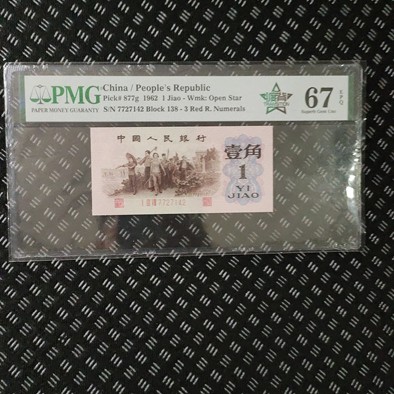 PMG
PAPER MONEY GUARANTY
China / People's Republic
Pick# 877g 1962 1 Jiao - Wmk: Open Star
S/N 7727142 Block 138 - 3 Red R. Numerals
67 EPQ
Superb Gem Unc
中国人民银行
壹角
1
YI
JIAO
7727142